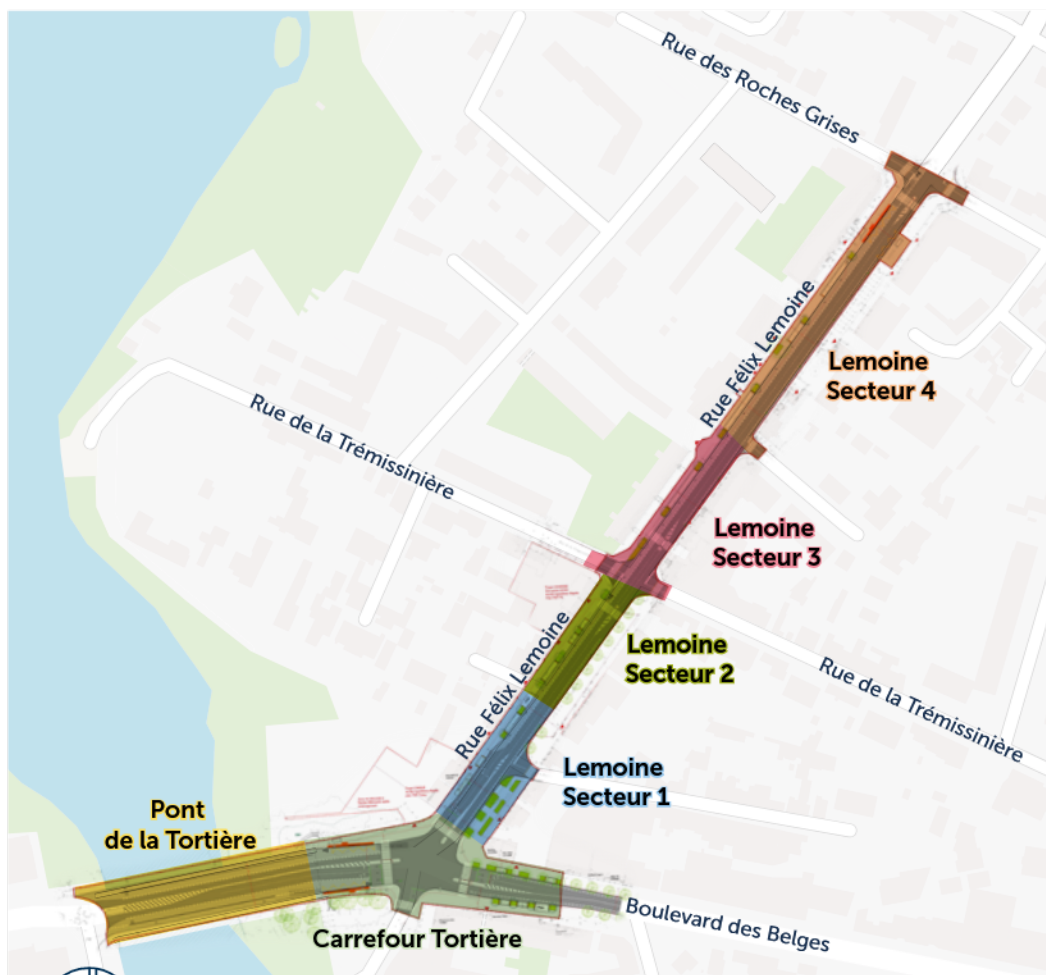 Rue des Roches Grises
Rue Félix Lemoine
Lemoine
Secteur 4
Rue de la Trémissinière
Lemoine
Secteur 3
Lemoine
Secteur 2
Rue Félix Lemoine
Rue de la Trémissinière
Lemoine
Secteur 1
Pont
de la Tortière
Boulevard des Belges
Carrefour Tortière